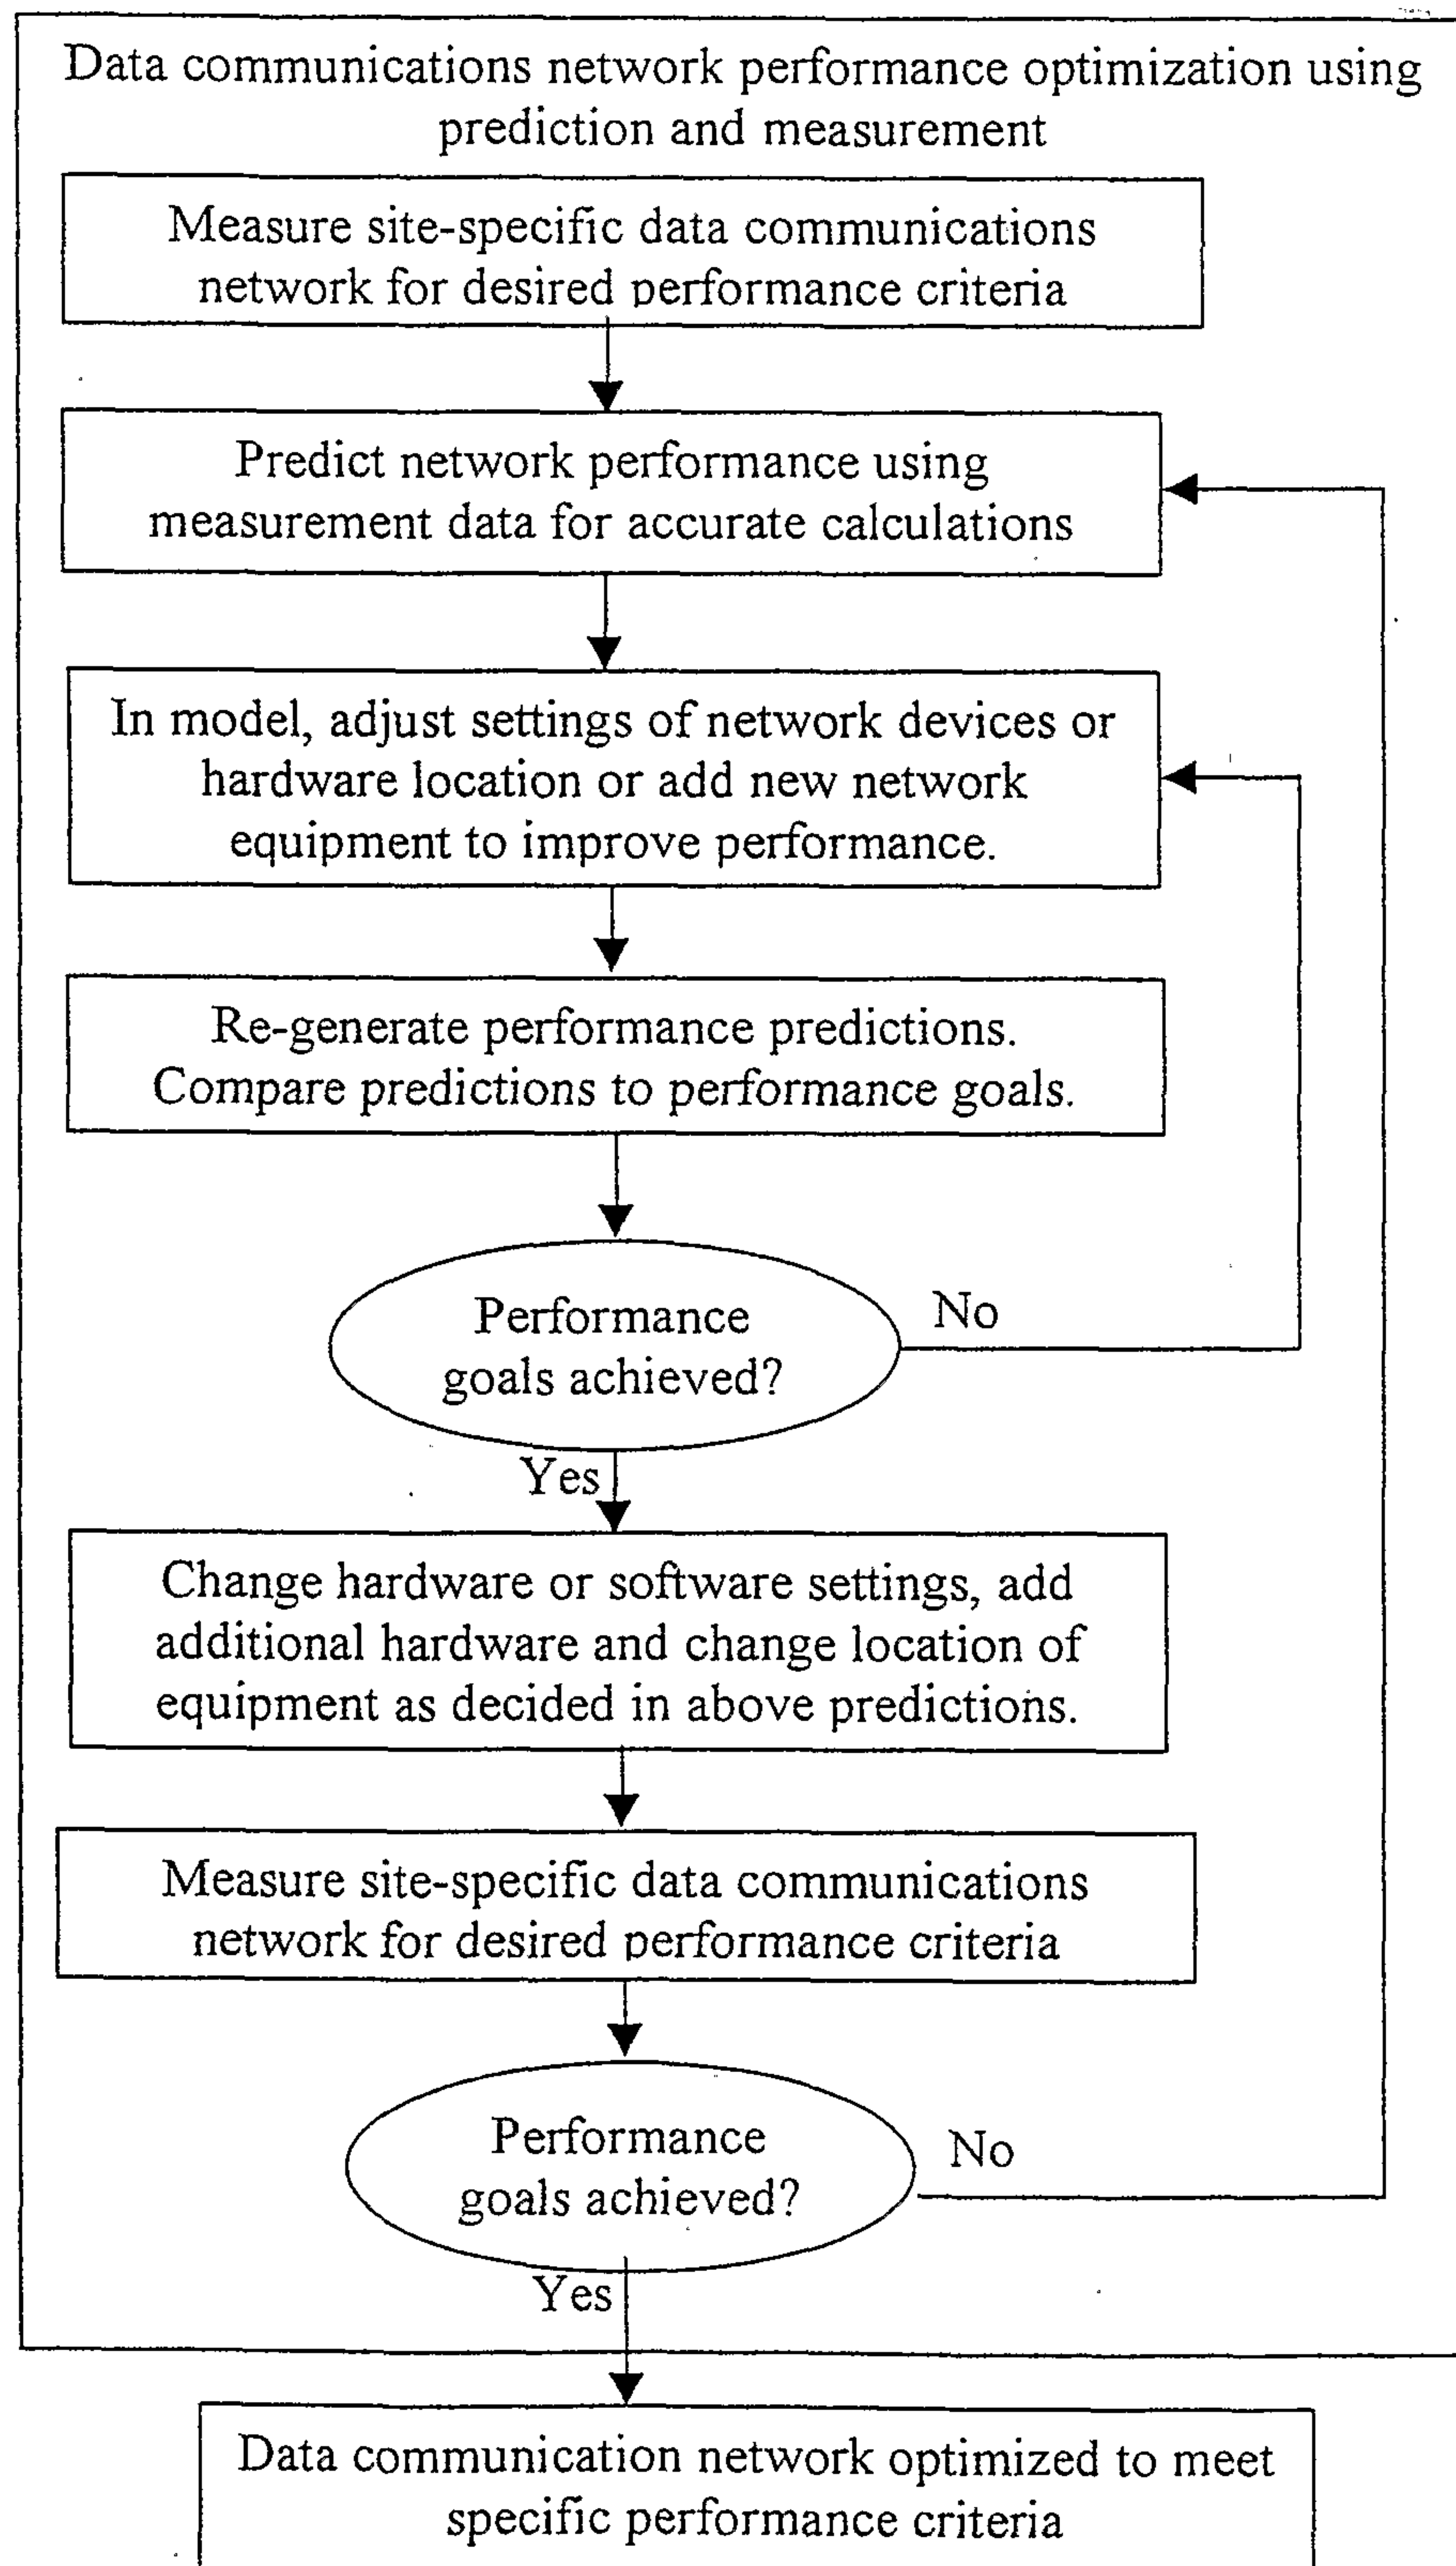 Data communications network performance optimization using
prediction and measurement
Measure site-specific data communications
network for desired performance criteria
Predict network performance using
measurement data for accurate calculations
In model, adjust settings of network devices or
hardware location or add new network
equipment to improve performance.
Re-generate performance predictions.
Compare predictions to performance goals.
Performance
goals achieved?
No
Yes
Change hardware or software settings, add
additional hardware and change location of
equipment as decided in above predictions.
Measure site-specific data communications
network for desired performance criteria
Performance
goals achieved?
No
Yes
Data communication network optimized to meet
specific performance criteria